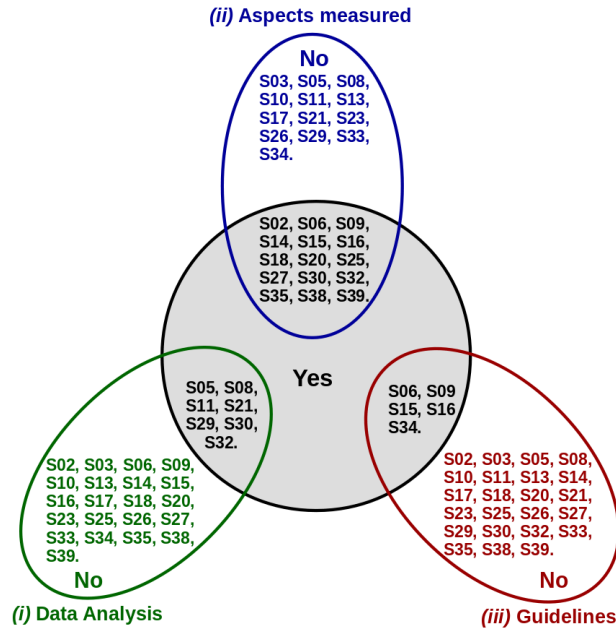 (ii) Aspects measured
No
S03, S05, S08,
S10, S11, S13,
S17, S21, S23,
S26, S29, S33,
S34.
S02, S06, S09,
S14, S15, S16,
S18, S20, S25,
S27, S30, S32,
S35, S38, S39.
Yes
S05, S08,
S11, S21,
S29, S30,
S32.
S06, S09
S15, S16
S34.
S02, S03, S06, S09,
S10, S13, S14, S15,
S16, S17, S18, S20,
S23, S25, S26, S27,
S33, S34, S35, S38,
S39.
No
(i) Data Analysis
S02, S03, S05, S08,
S10, S11, S13, S14,
S17, S18, S20, S21,
S23, S25, S26, S27,
S29, S30, S32, S33,
S35, S38, S39.
No
(iii) Guidelines